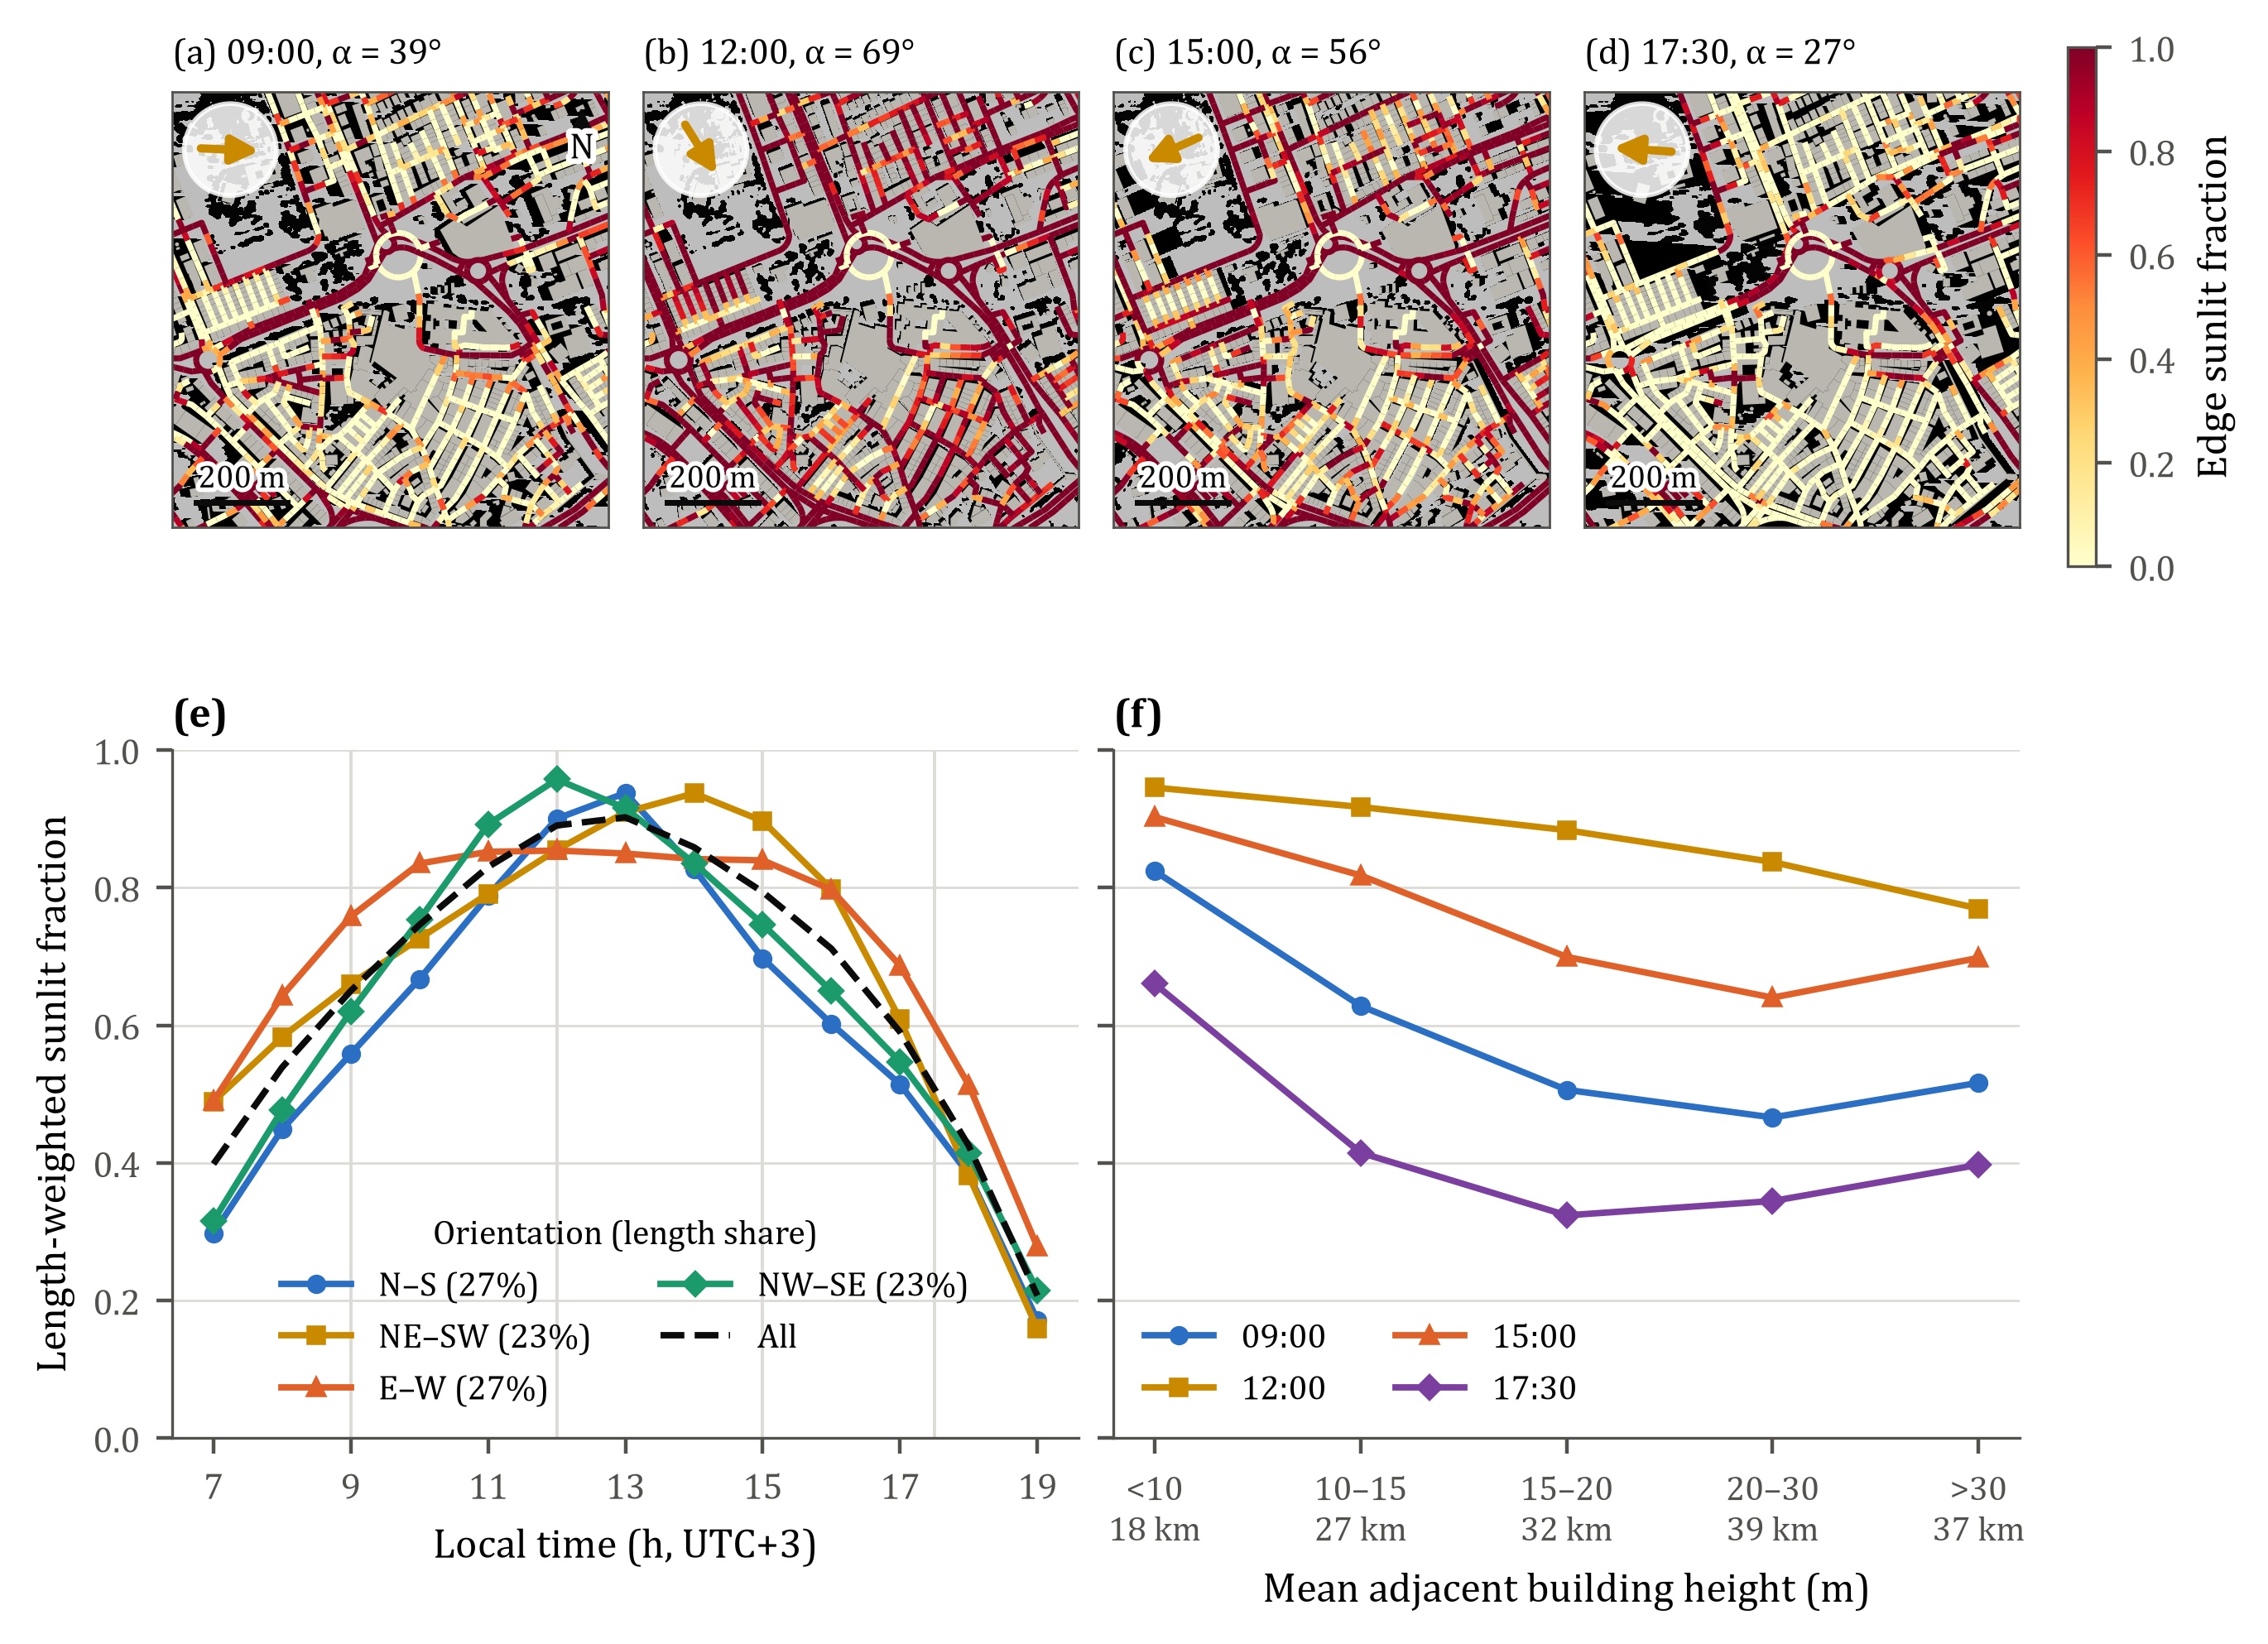 (a) 09:00, α = 39°
(b) 12:00, α = 69°
(c) 15:00, α = 56°
(d) 17:30, α = 27°
N
200 m
200 m
200 m
200 m
1.0
0.8
0.6
0.4
0.2
0.0
Edge sunlit fraction
(e)
Length-weighted sunlit fraction
1.0
0.8
0.6
0.4
0.2
0.0
Orientation (length share)
N–S (27%)
NE–SW (23%)
E–W (27%)
NW–SE (23%)
All
7 9 11 13 15 17 19
Local time (h, UTC+3)
(f)
09:00
12:00
15:00
17:30
<10 10–15 15–20 20–30 >30
18 km 27 km 32 km 39 km 37 km
Mean adjacent building height (m)